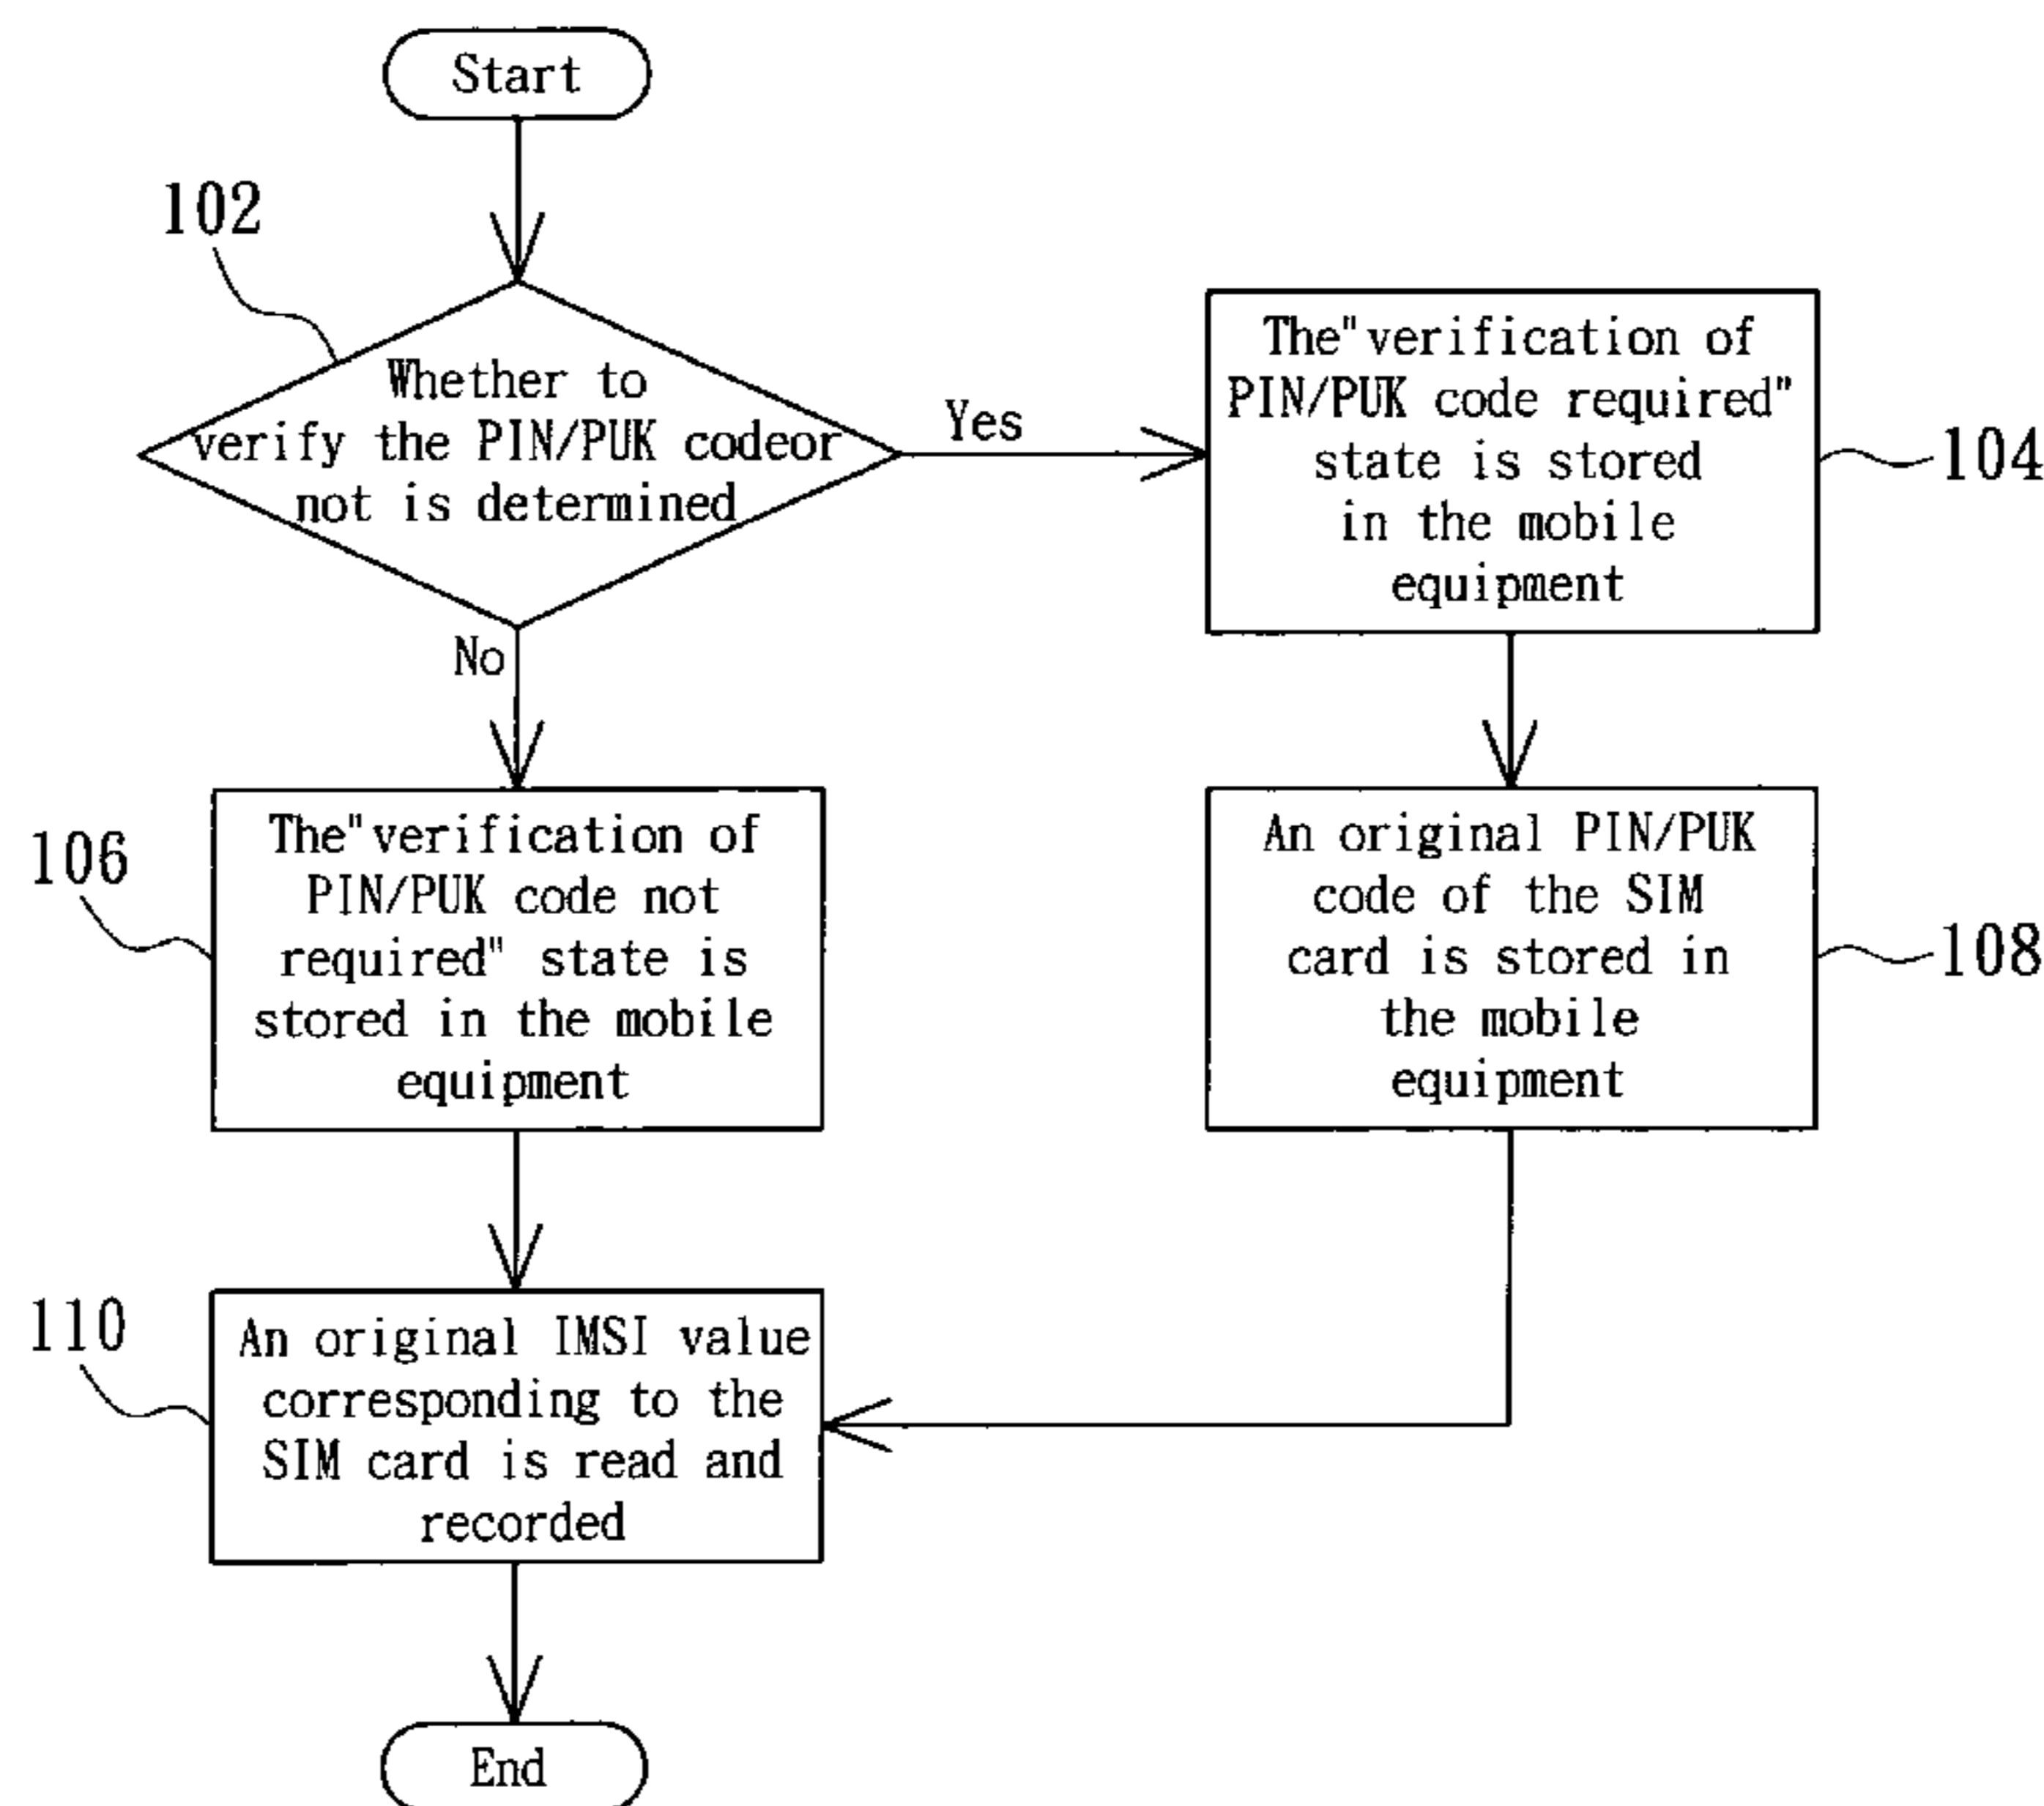 Start
102
Whether to
verify the PIN/PUK codeor
not is determined
Yes
The"verification of
PIN/PUK code required"
state is stored
in the mobile
equipment
104
No
The"verification of
PIN/PUK code not
required" state is
stored in the mobile
equipment
106
An original PIN/PUK
code of the SIM
card is stored in
the mobile
equipment
108
110
An original IMSI value
corresponding to the
SIM card is read and
recorded
End